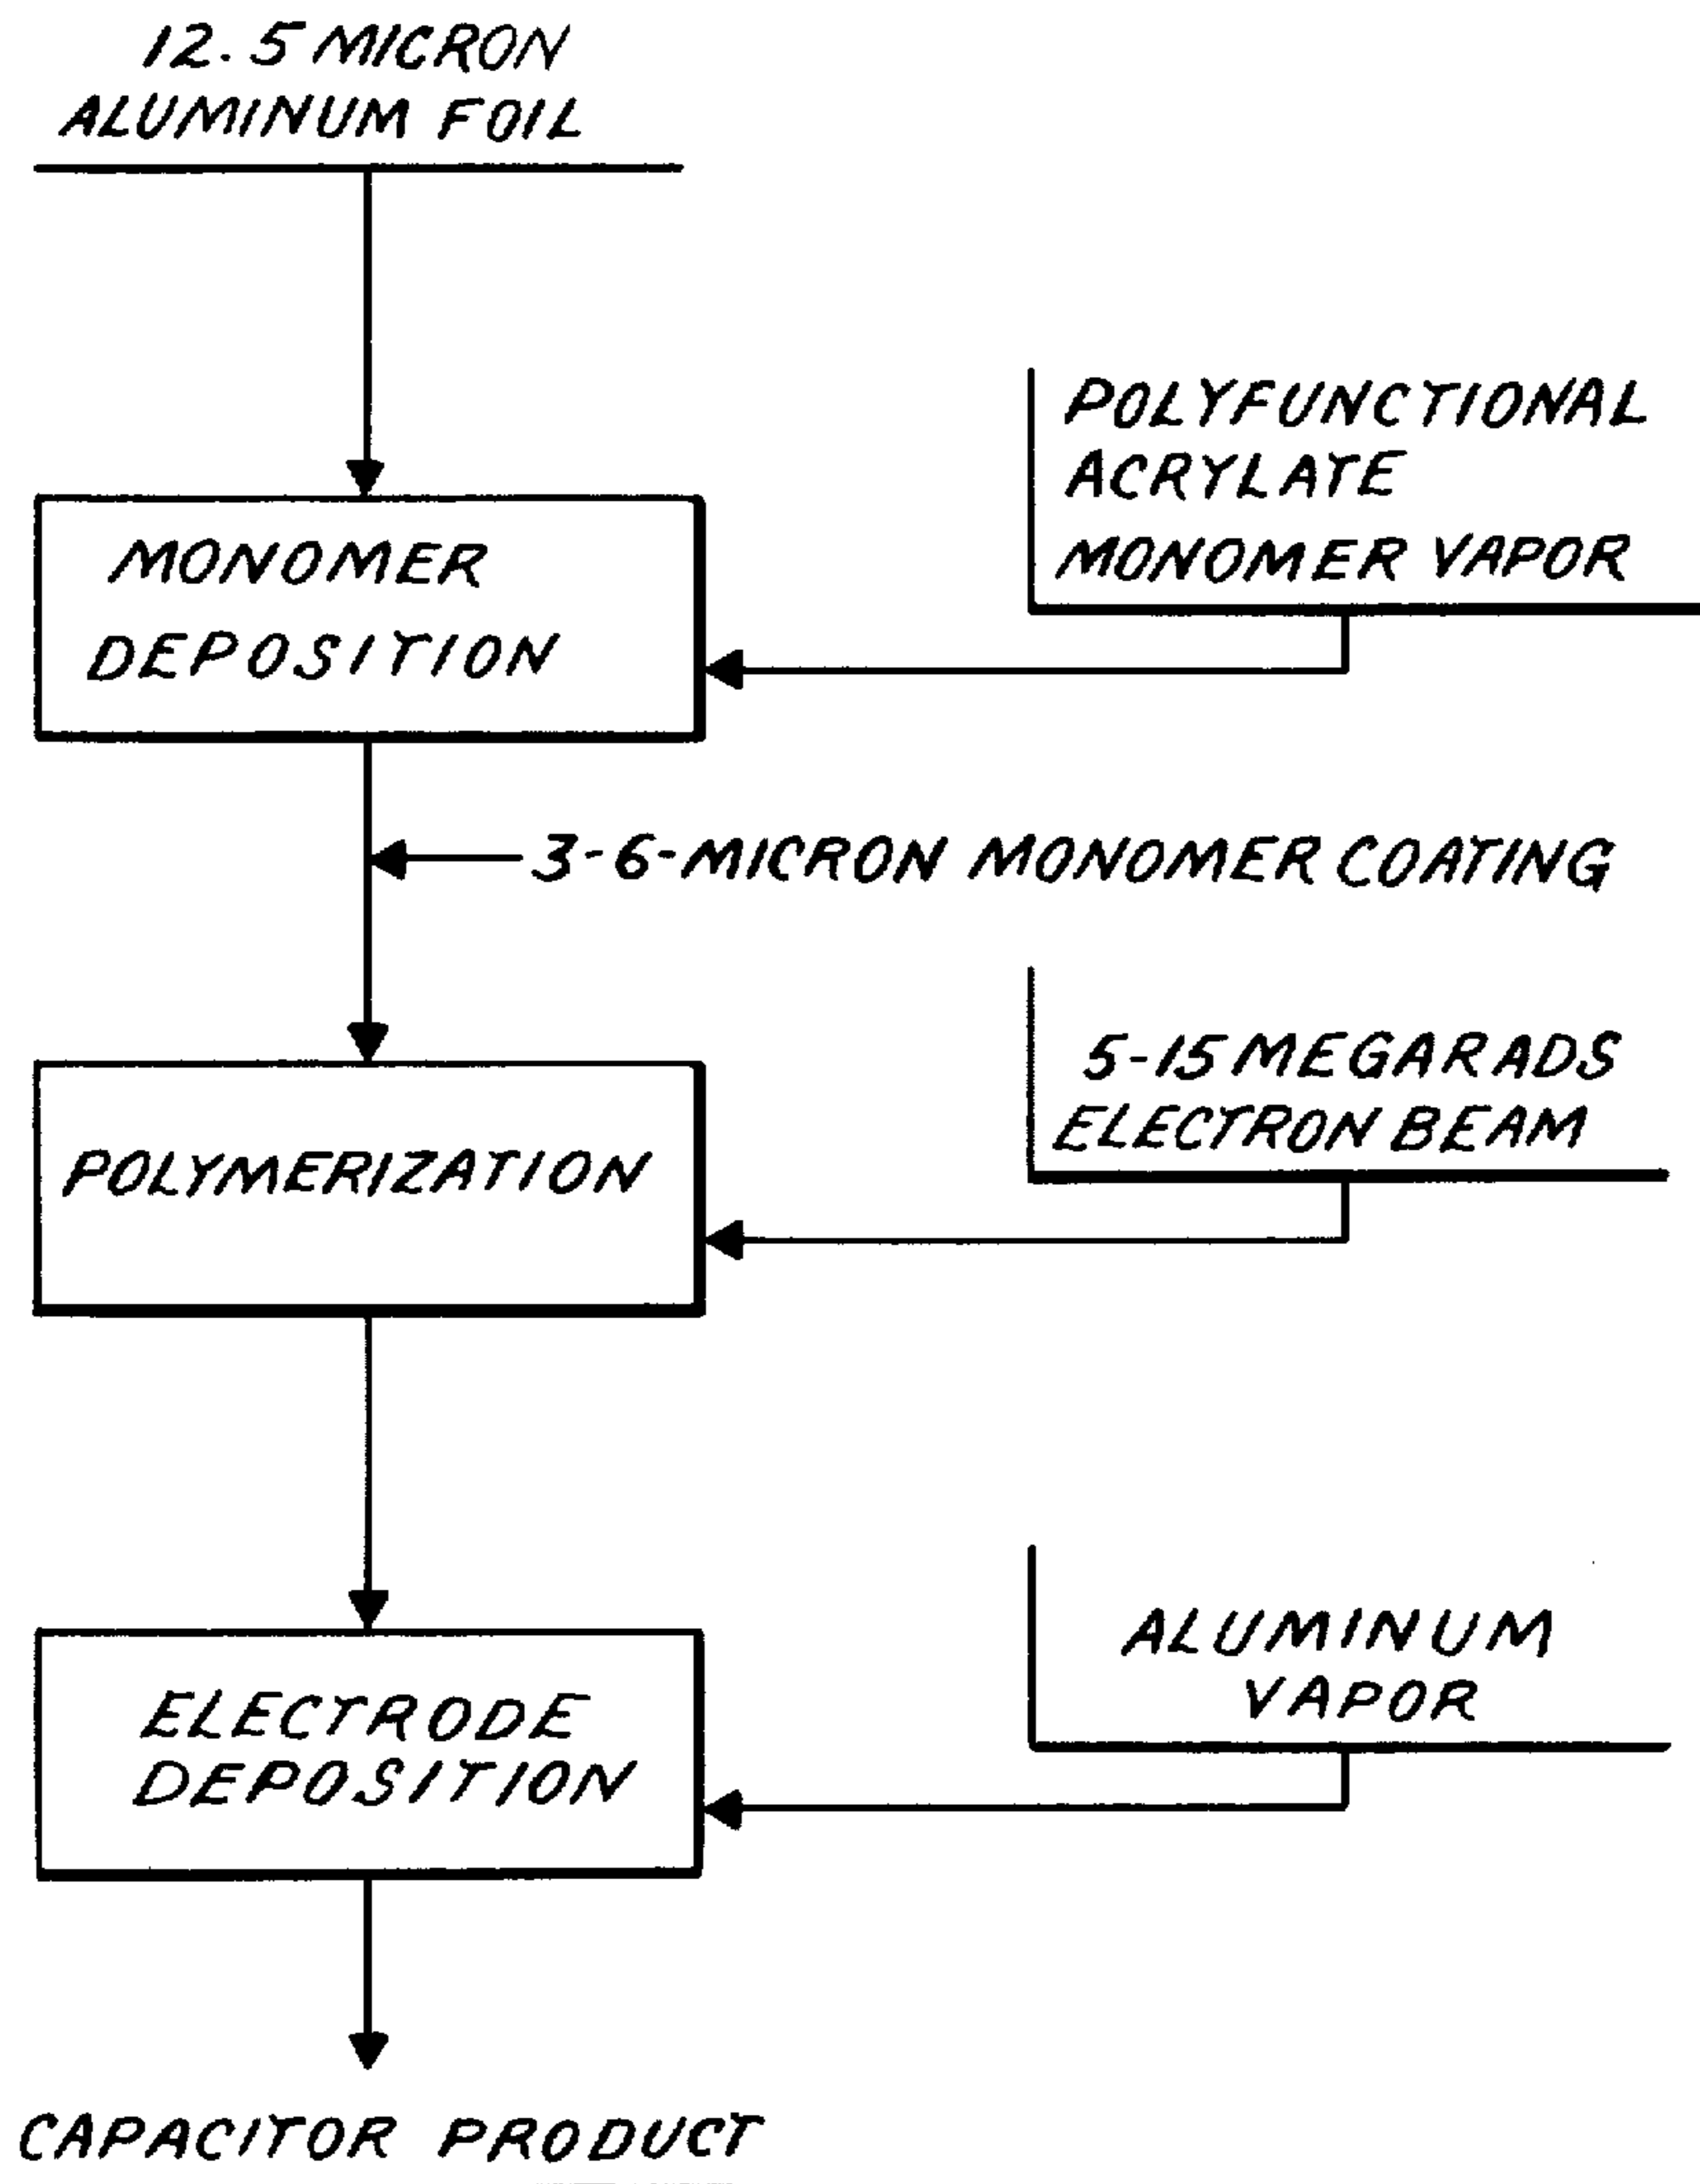 12.5 MICRON
ALUMINUM FOIL
POLYFUNCTIONAL
ACRYLATE
MONOMER VAPOR
MONOMER
DEPOSITION
3-6-MICRON MONOMER COATING
5-15 MEGARADS
ELECTRON BEAM
POLYMERIZATION
ALUMINUM
VAPOR
ELECTRODE
DEPOSITION
CAPACITOR PRODUCT